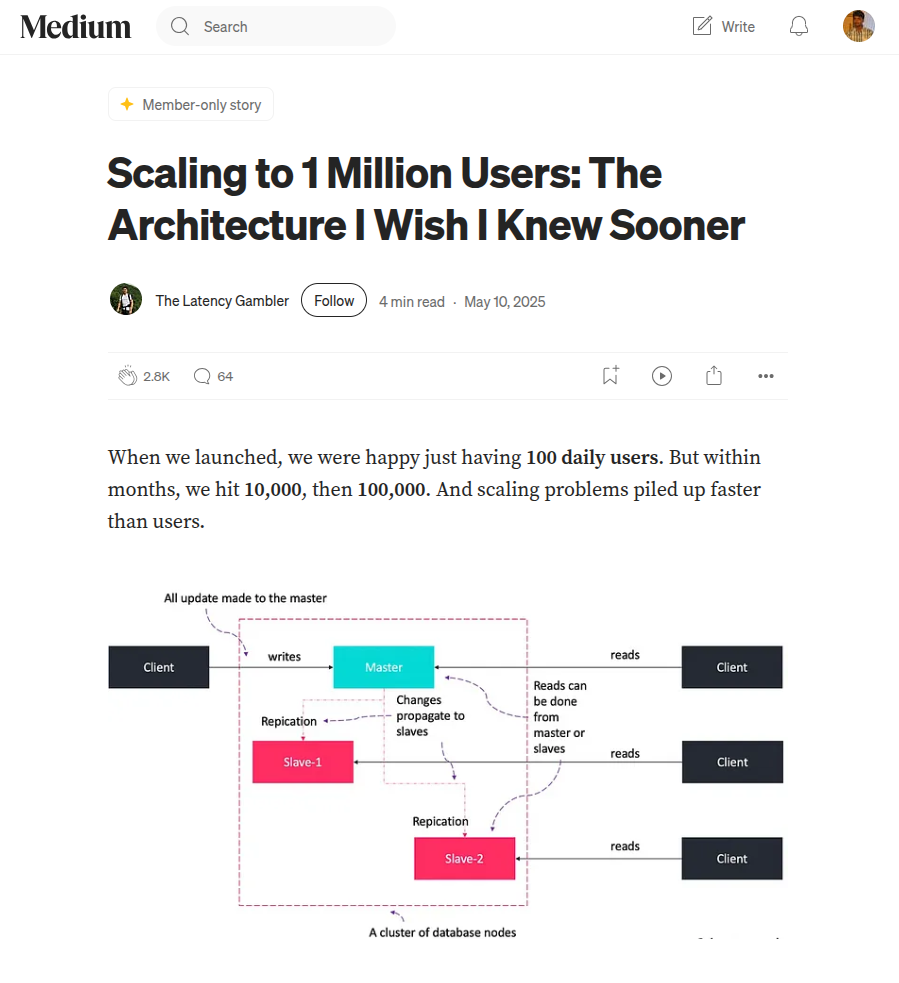 Medium
Search
Write
Member-only story
Scaling to 1 Million Users: The
Architecture I Wish I Knew Sooner
The Latency Gambler
Follow
4 min read · May 10, 2025
2.8K
64
When we launched, we were happy just having 100 daily users. But within
months, we hit 10,000, then 100,000. And scaling problems piled up faster
than users.
All update made to the master
Client
writes
Master
reads
Client
Reads can
be done
from
master or
slaves
Changes
propagate to
slaves
Repication
Slave-1
reads
Client
Repication
Slave-2
reads
Client
A cluster of database nodes